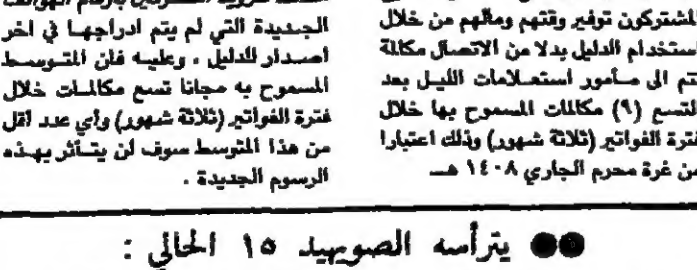 المشتركون توفير وقتهم ومالهم من خلال
استخدام الدليل بدلا من الاتصال مكالمة
تتم الى مأمور استعلامات الليل بعد
التسع (٩) مكالمات المسموح بها خلال
فترة الفواتير (ثلاثة شهور) وذلك اعتبارا
من غرة محرم الجاري ١٤٠٨ هـ
بارقام الهواتف
الجديدة التي لم يتم ادراجها في اخر
اصدار للدليل ، وعليه فان المتوسط
المسموح به مجانا تسع مكالمات خلال
فترة الفواتير (ثلاثة شهور) وأي عدد اقل
من هذا المتوسط سوف لن يتأثر بهذه
الرسوم الجديدة .
يترأسه الصويهيد ١٥ الحالي :